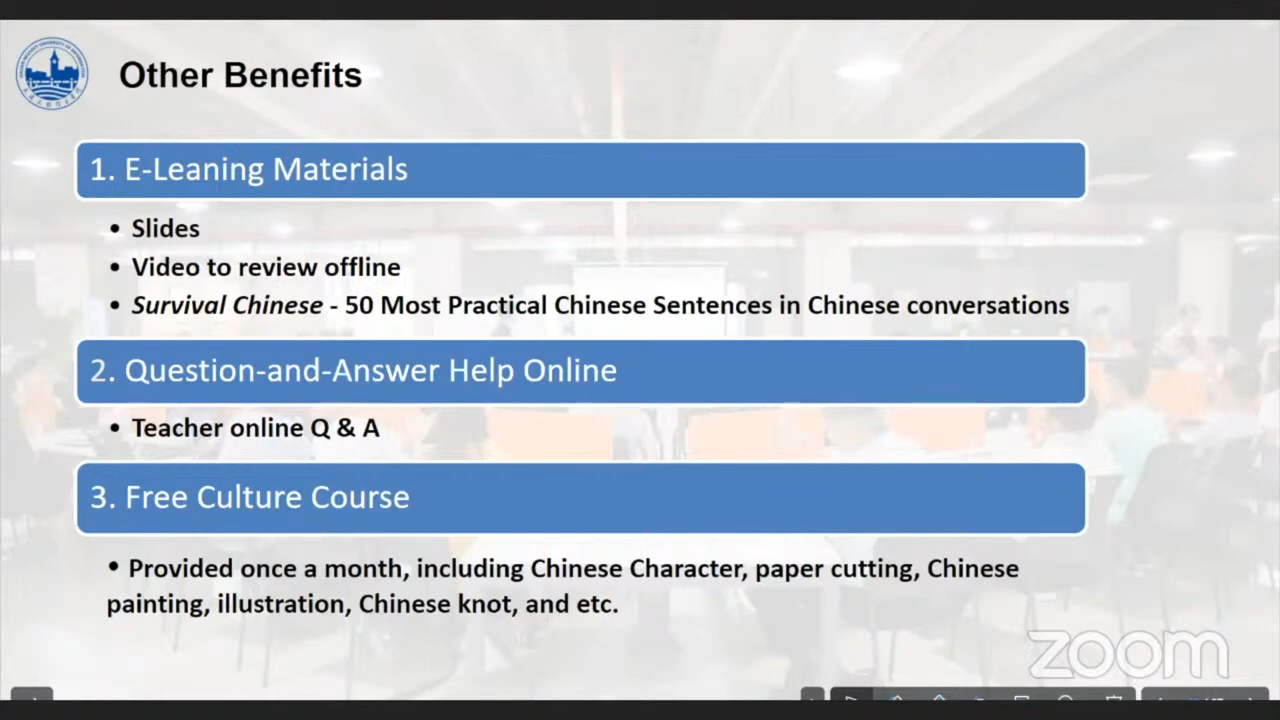 Other Benefits
1. E-Leaning Materials
• Slides
• Video to review offline
• Survival Chinese - 50 Most Practical Chinese Sentences in Chinese conversations
2. Question-and-Answer Help Online
• Teacher online Q & A
3. Free Culture Course
• Provided once a month, including Chinese Character, paper cutting, Chinese
painting, illustration, Chinese knot, and etc.
zoom